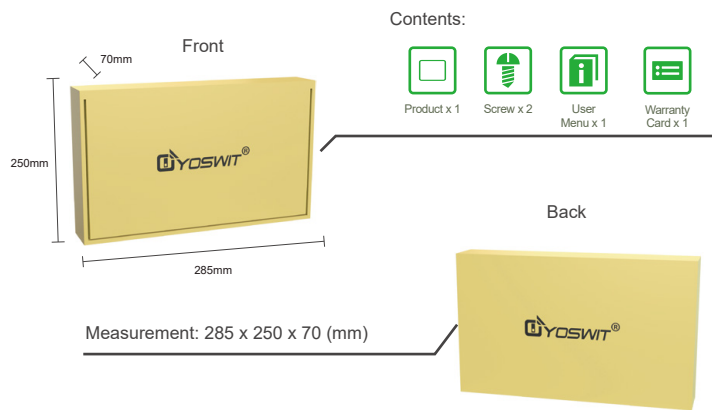 Contents:
70mm
Front
Product x 1
Screw x 2
User
Menu x 1
Warranty
Card x 1
250mm
YOSWIT®
285mm
Back
Measurement: 285 x 250 x 70 (mm)
YOSWIT®